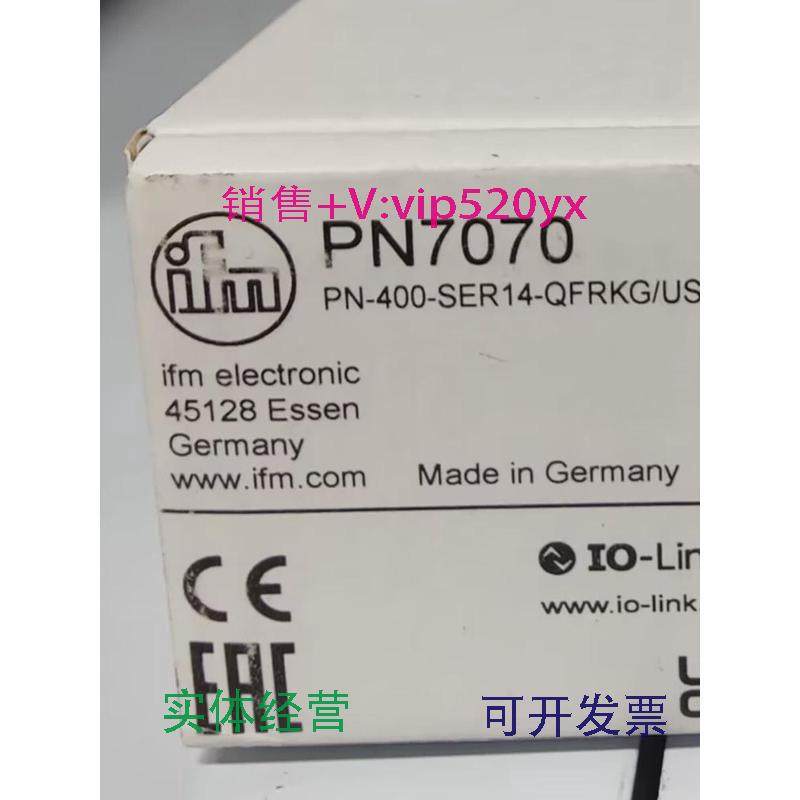 销售+V:vip520yx
ifm
PN7070
PN-400-SER14-QFRKG/US
ifm electronic
45128 Essen
Germany
www.ifm.com
Made in Germany
IO-Lin
www.io-link.
CE
EAC
实体经营
可开发票